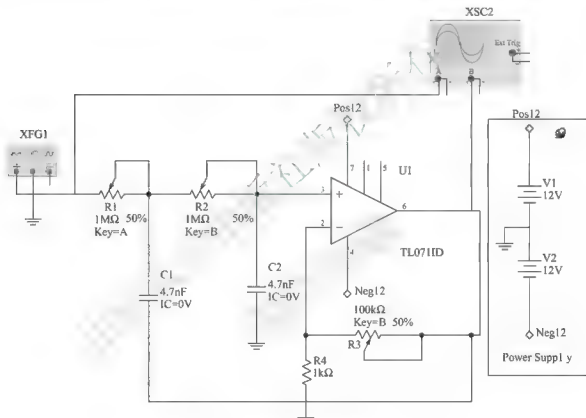 XSC2
Ext Trig
A
B
XFG1
Pos12
7
1
5
U1
3
2
6
4
TL071ID
Neg12
R1
1MΩ
50%
Key=A
R2
1MΩ
50%
Key=B
C1
4.7nF
IC=0V
C2
4.7nF
IC=0V
100kΩ
Key=B 50%
R3
R4
1kΩ
Pos12
V1
12V
V2
12V
Neg12
Power Suppl y